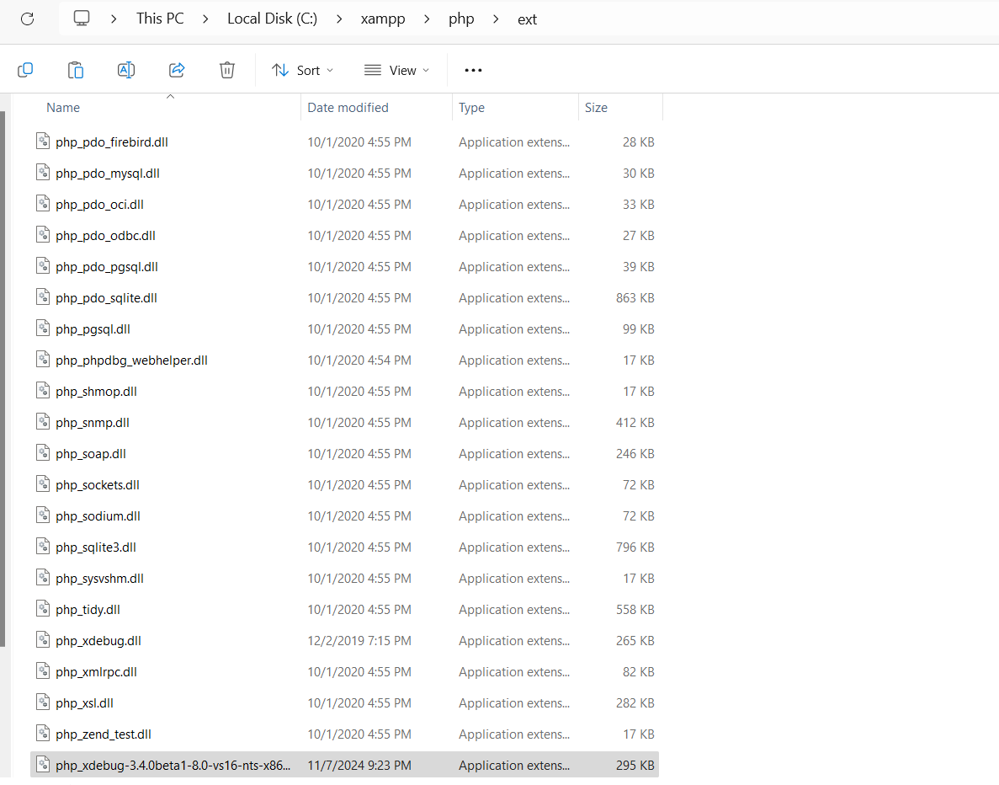 This PC > Local Disk (C:) > xampp > php > ext
Sort View
Name Date modified Type Size
php_pdo_firebird.dll 10/1/2020 4:55 PM Application extens... 28 KB
php_pdo_mysql.dll 10/1/2020 4:55 PM Application extens... 30 KB
php_pdo_oci.dll 10/1/2020 4:55 PM Application extens... 33 KB
php_pdo_odbc.dll 10/1/2020 4:55 PM Application extens... 27 KB
php_pdo_pgsql.dll 10/1/2020 4:55 PM Application extens... 39 KB
php_pdo_sqlite.dll 10/1/2020 4:55 PM Application extens... 863 KB
php_pgsql.dll 10/1/2020 4:55 PM Application extens... 99 KB
php_phpdbg_webhelper.dll 10/1/2020 4:54 PM Application extens... 17 KB
php_shmop.dll 10/1/2020 4:55 PM Application extens... 17 KB
php_snmp.dll 10/1/2020 4:55 PM Application extens... 412 KB
php_soap.dll 10/1/2020 4:55 PM Application extens... 246 KB
php_sockets.dll 10/1/2020 4:55 PM Application extens... 72 KB
php_sodium.dll 10/1/2020 4:55 PM Application extens... 72 KB
php_sqlite3.dll 10/1/2020 4:55 PM Application extens... 796 KB
php_sysvshm.dll 10/1/2020 4:55 PM Application extens... 17 KB
php_tidy.dll 10/1/2020 4:55 PM Application extens... 558 KB
php_xdebug.dll 12/2/2019 7:15 PM Application extens... 265 KB
php_xmlrpc.dll 10/1/2020 4:55 PM Application extens... 82 KB
php_xsl.dll 10/1/2020 4:55 PM Application extens... 282 KB
php_zend_test.dll 10/1/2020 4:55 PM Application extens... 17 KB
php_xdebug-3.4.0beta1-8.0-vs16-nts-x86... 11/7/2024 9:23 PM Application extens... 295 KB